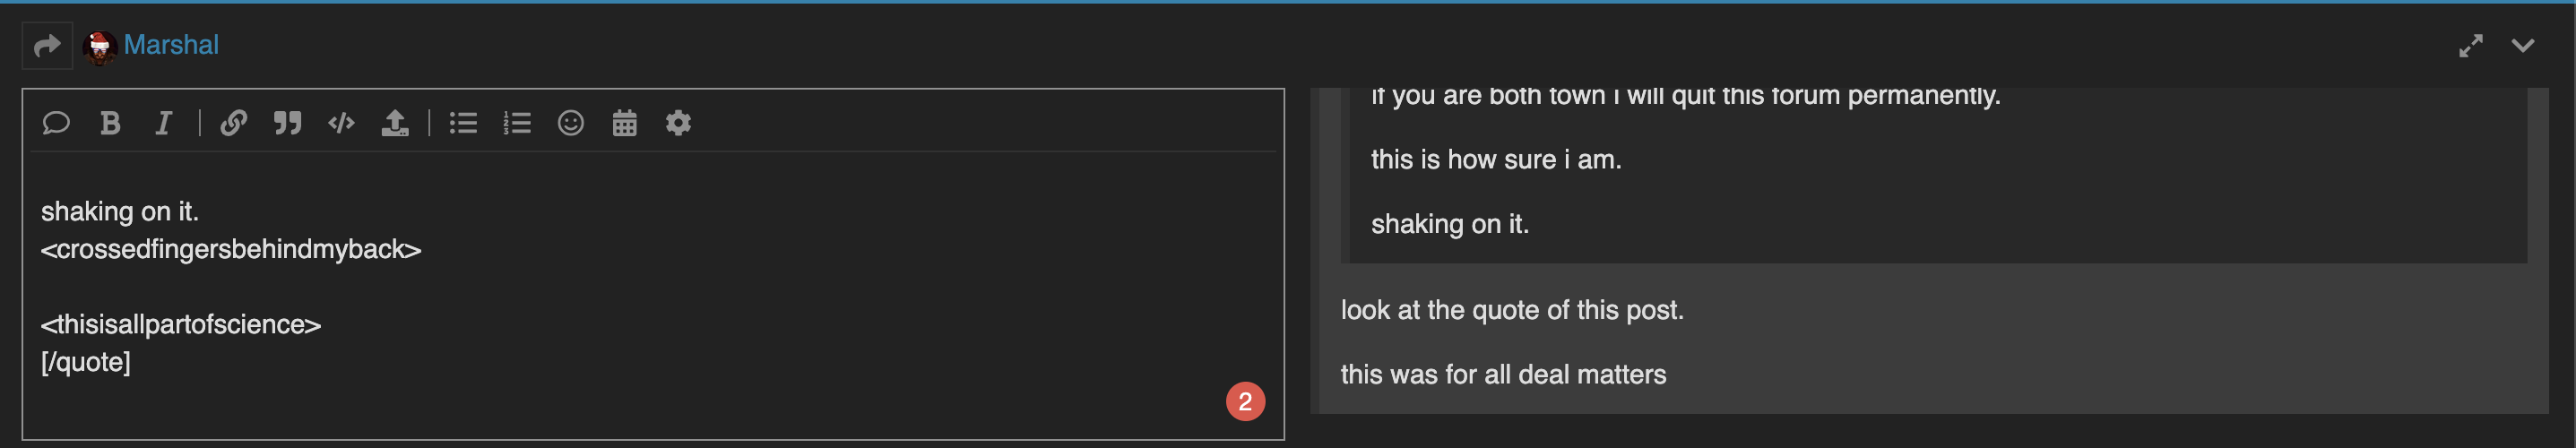 Marshal
shaking on it.
<crossedfingersbehindmyback>
<thisisallpartofscience>
[/quote]
2
if you are both town i will quit this forum permanently.
this is how sure i am.
shaking on it.
look at the quote of this post.
this was for all deal matters